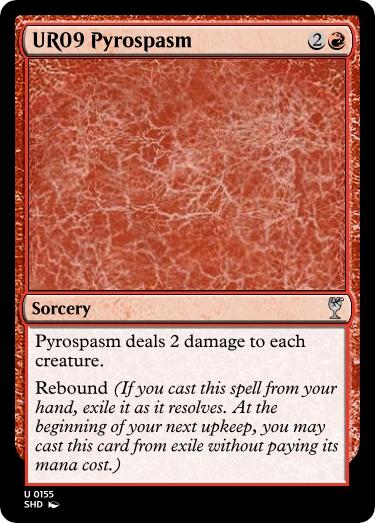 UR09 Pyrospasm 2
Sorcery
Pyrospasm deals 2 damage to each
creature.
Rebound (If you cast this spell from your
hand, exile it as it resolves. At the
beginning of your next upkeep, you may
cast this card from exile without paying its
mana cost.)
U 0155
SHD